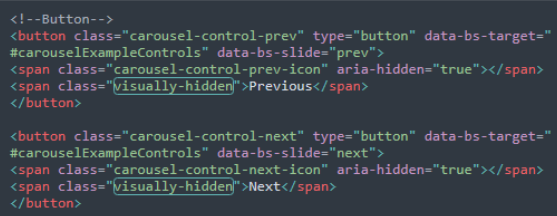 <!--Button-->
<button class="carousel-control-prev" type="button" data-bs-target="
#carouselExampleControls" data-bs-slide="prev">
<span class="carousel-control-prev-icon" aria-hidden="true"></span>
<span class="visually-hidden">Previous</span>
</button>
<button class="carousel-control-next" type="button" data-bs-target="
#carouselExampleControls" data-bs-slide="next">
<span class="carousel-control-next-icon" aria-hidden="true"></span>
<span class="visually-hidden">Next</span>
</button>